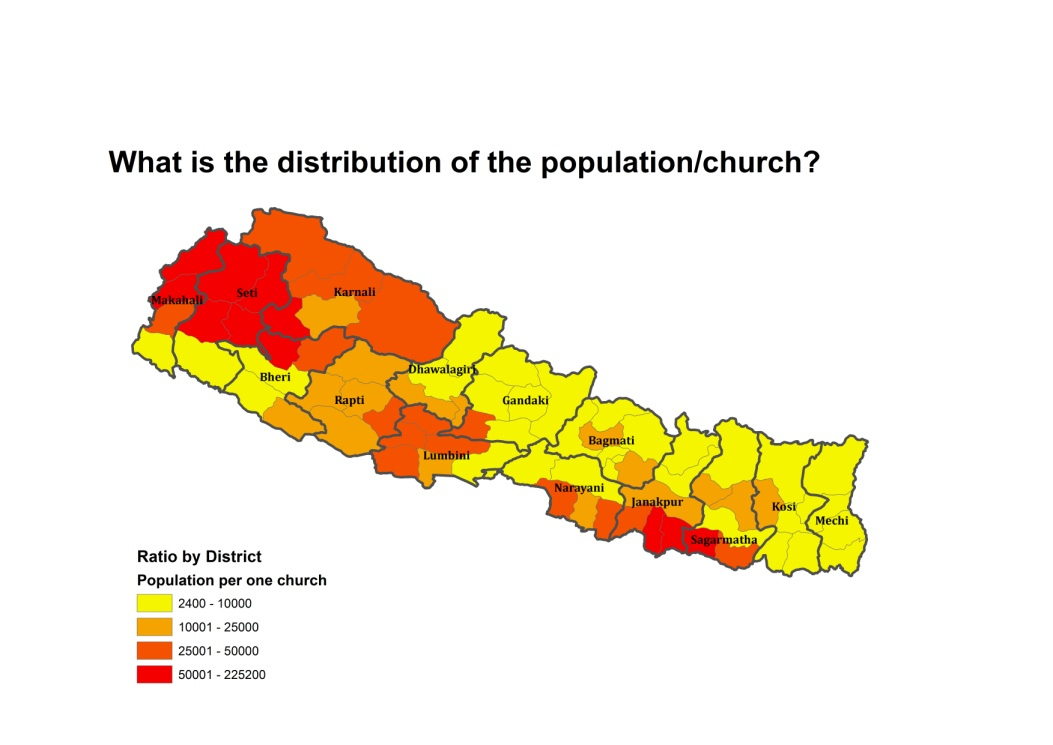 What is the distribution of the population/church?
Karnali
Seti
Makahali
Dhawalagiri
Bheri
Rapti
Gandaki
Bagmati
Lumbini
Narayani
Janakpur
Kosi
Mechi
Sagarmatha
Ratio by District
Population per one church
2400 - 10000
10001 - 25000
25001 - 50000
50001 - 225200